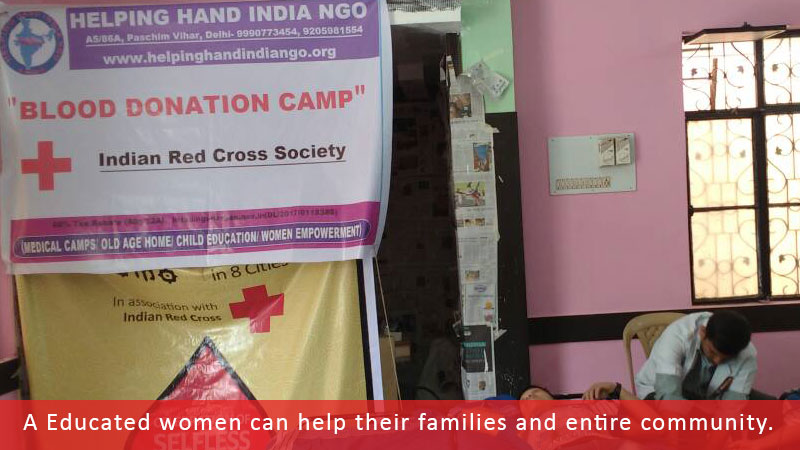 HELPING HAND INDIA NGO
A5/86A, Paschim Vihar, Delhi- 9990773454, 9205981554
www.helpinghandindiango.org
"BLOOD DONATION CAMP"
Indian Red Cross Society
(MEDICAL CAMPS/ OLD AGE HOME/ CHILD EDUCATION/ WOMEN EMPOWERMENT)
in 8 Cities
In association with
Indian Red Cross
OF
SELFLESS
A Educated women can help their families and entire community.